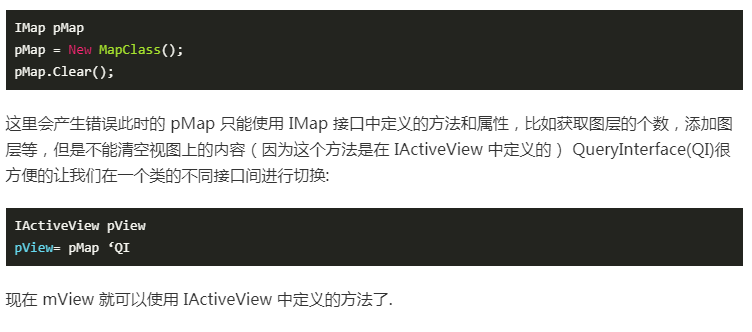 IMap pMap
pMap = New MapClass();
pMap.Clear();
这里会产生错误此时的 pMap 只能使用 IMap 接口中定义的方法和属性，比如获取图层的个数，添加图
层等，但是不能清空视图上的内容（因为这个方法是在 IActiveView 中定义的） QueryInterface(QI)很
方便的让我们在一个类的不同接口间进行切换:
IActiveView pView
pView= pMap ‘QI
现在 mView 就可以使用 IActiveView 中定义的方法了.